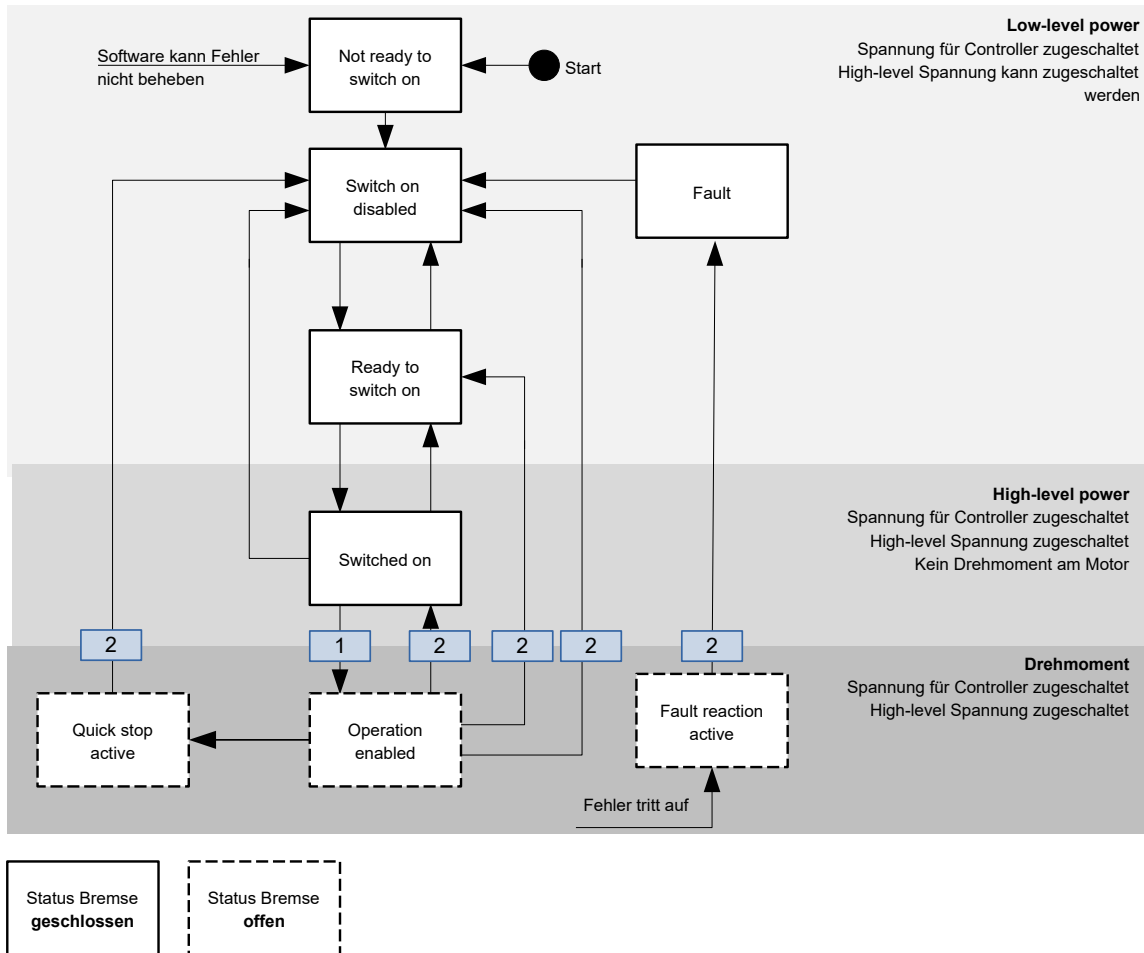 Low-level power
Spannung für Controller zugeschaltet
High-level Spannung kann zugeschaltet
werden
Software kann Fehler
nicht beheben
Not ready to
switch on
Start
Switch on
disabled
Fault
Ready to
switch on
High-level power
Spannung für Controller zugeschaltet
High-level Spannung zugeschaltet
Kein Drehmoment am Motor
Switched on
2
1
2
2
2
2
Drehmoment
Spannung für Controller zugeschaltet
High-level Spannung zugeschaltet
Quick stop
active
Operation
enabled
Fault reaction
active
Fehler tritt auf
Status Bremse
geschlossen
Status Bremse
offen